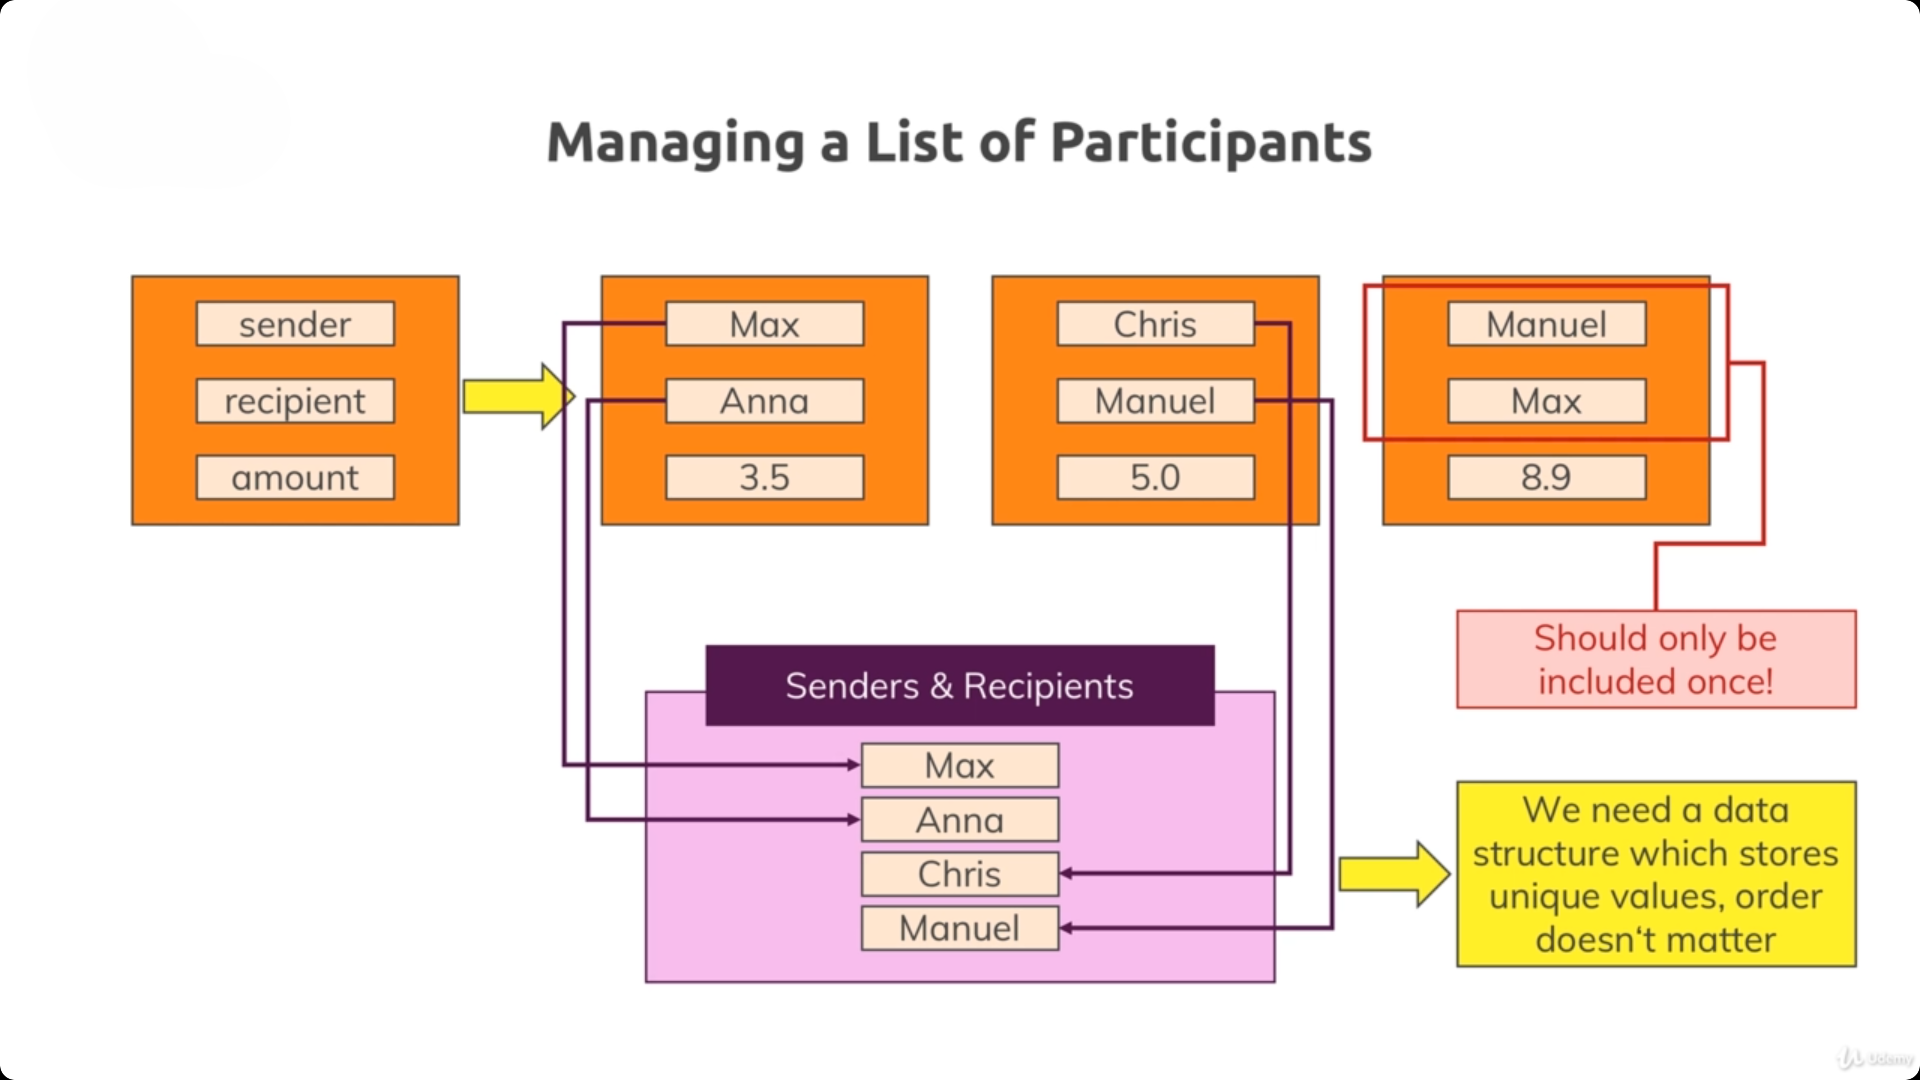 Managing a List of Participants
sender
recipient
amount
Max
Anna
3.5
Chris
Manuel
5.0
Manuel
Max
8.9
Should only be
included once!
Senders & Recipients
Max
Anna
Chris
Manuel
We need a data
structure which stores
unique values, order
doesn‘t matter
Udemy